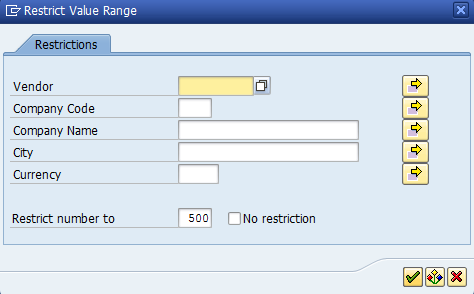 Restrict Value Range
Restrictions
Vendor
Company Code
Company Name
City
Currency
Restrict number to 500 No restriction